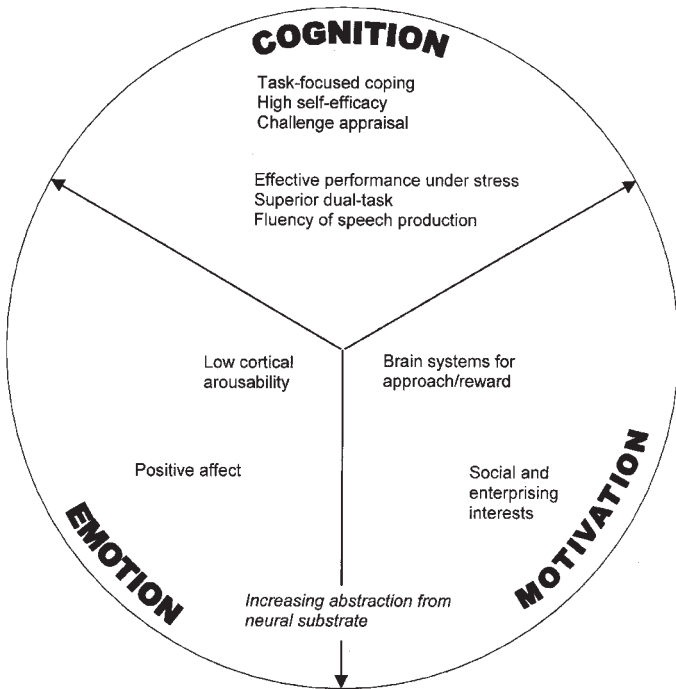 COGNITION
Task-focused coping
High self-efficacy
Challenge appraisal
Effective performance under stress
Superior dual-task
Fluency of speech production
Low cortical
arousability
Brain systems for
approach/reward
Positive affect
Social and
enterprising
interests
EMOTION
MOTIVATION
Increasing abstraction from
neural substrate